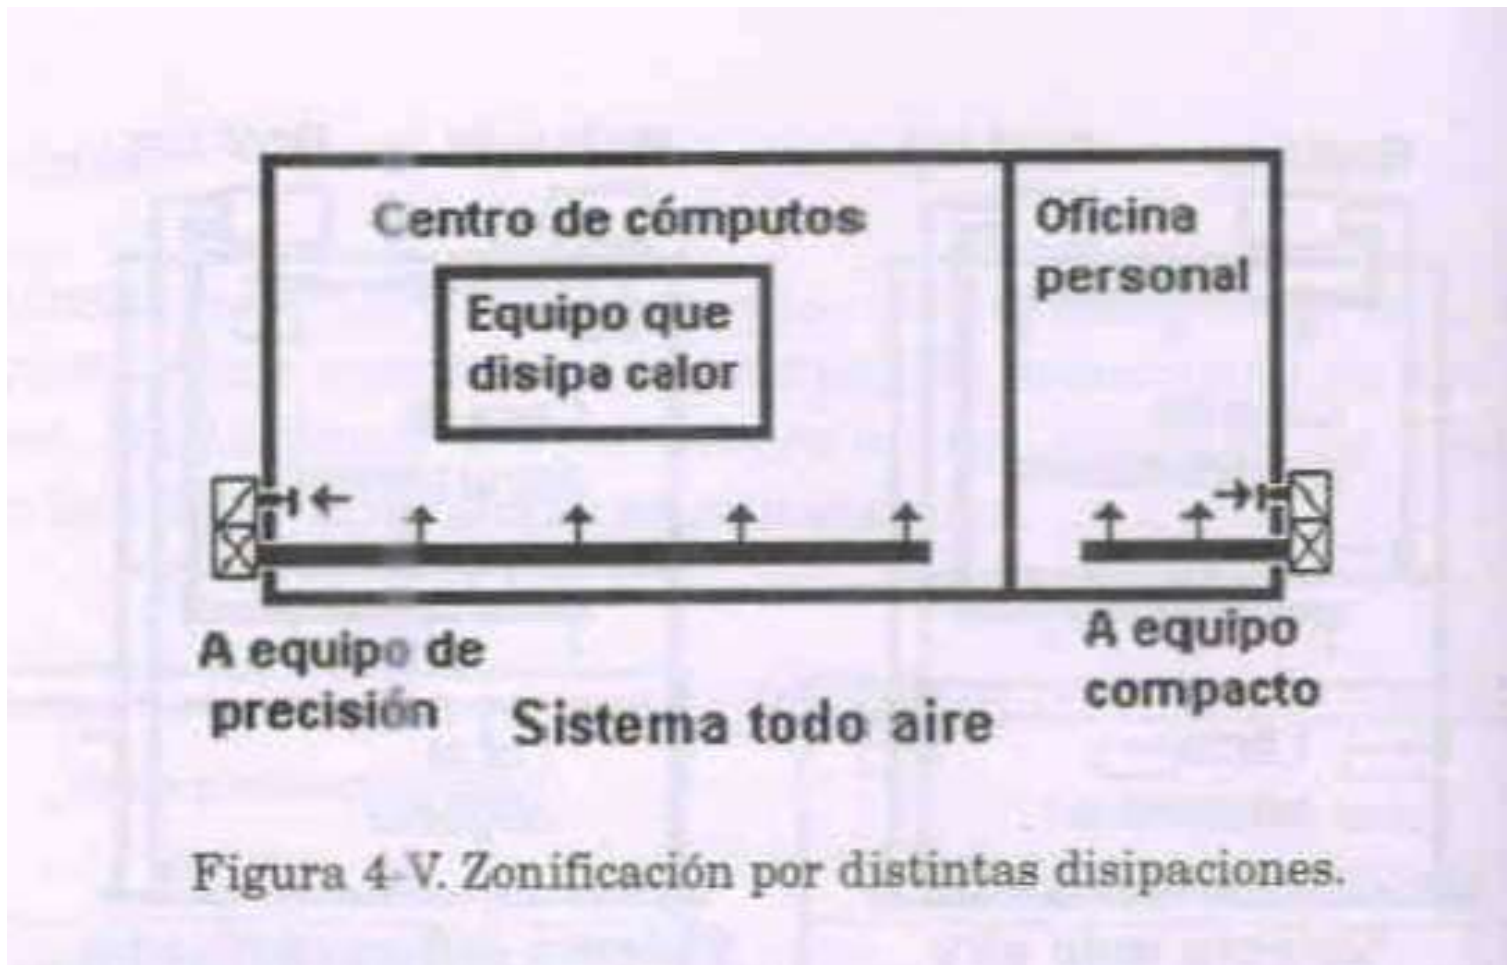 Centro de cómputos
Oficina
personal
Equipo que
disipa calor
A equipo de
precisión
A equipo
compacto
Sistema todo aire
Figura 4-V. Zonificación por distintas disipaciones.